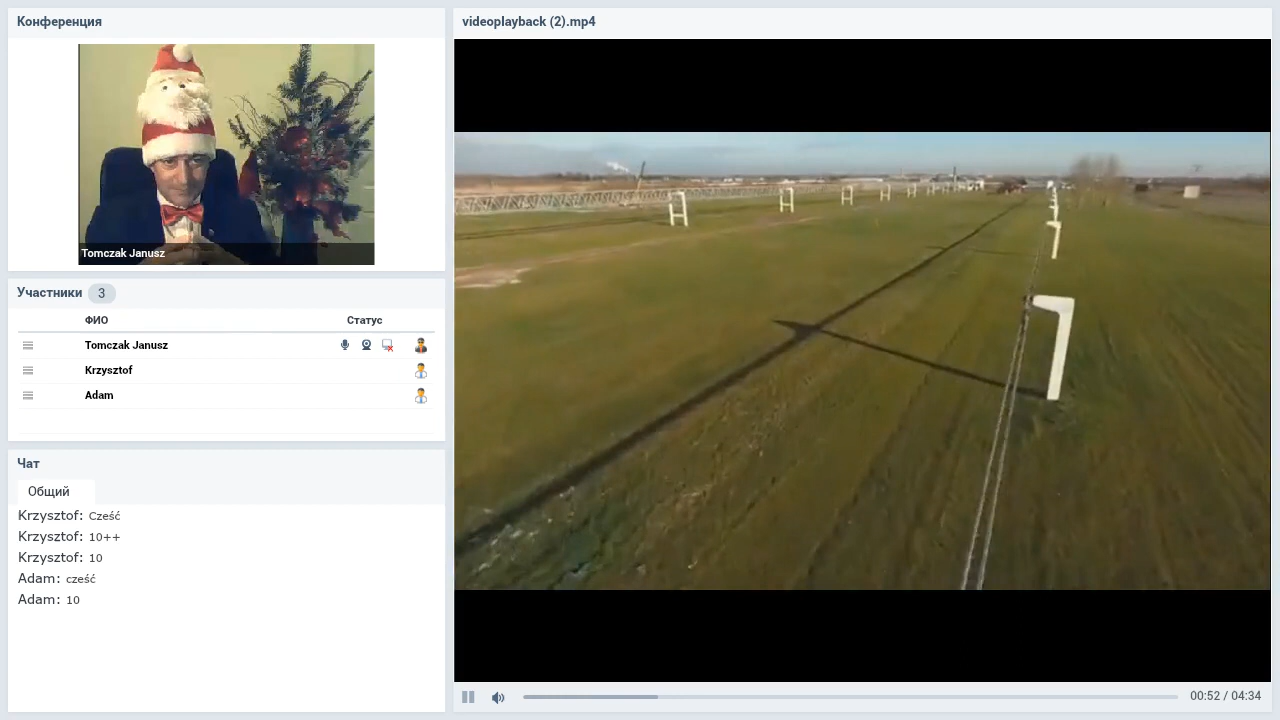 Конференция
Tomczak Janusz
Участники 3
ФИО Статус
Tomczak Janusz
Krzysztof
Adam
Чат
Общий
Krzysztof: Cześć
Krzysztof: 10++
Krzysztof: 10
Adam: cześć
Adam: 10
videoplayback (2).mp4
00:52 / 04:34